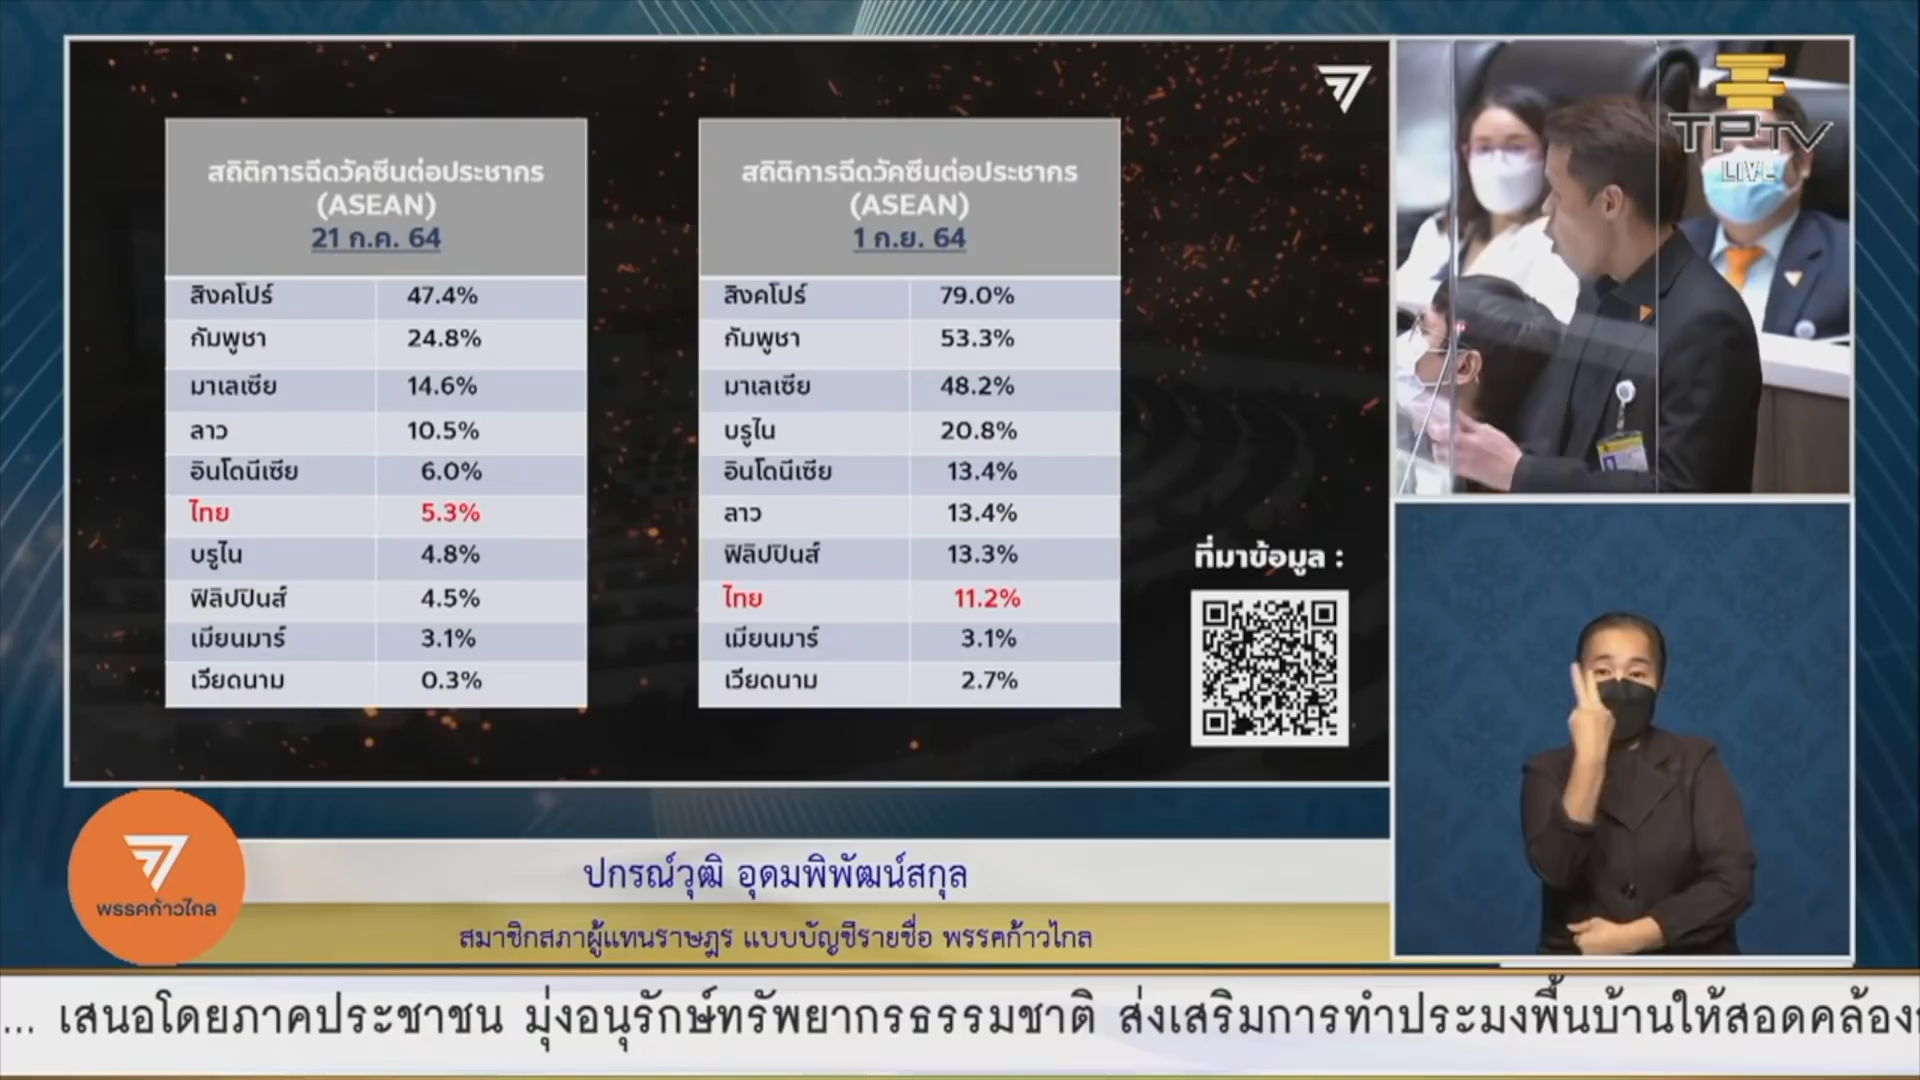 สถิติการฉีดวัคซีนต่อประชากร
(ASEAN)
21 ก.ค. 64
สิงคโปร์ 47.4%
กัมพูชา 24.8%
มาเลเซีย 14.6%
ลาว 10.5%
อินโดนีเซีย 6.0%
ไทย 5.3%
บรูไน 4.8%
ฟิลิปปินส์ 4.5%
เมียนมาร์ 3.1%
เวียดนาม 0.3%
สถิติการฉีดวัคซีนต่อประชากร
(ASEAN)
1 ก.ย. 64
สิงคโปร์ 79.0%
กัมพูชา 53.3%
มาเลเซีย 48.2%
บรูไน 20.8%
อินโดนีเซีย 13.4%
ลาว 13.4%
ฟิลิปปินส์ 13.3%
ไทย 11.2%
เมียนมาร์ 3.1%
เวียดนาม 2.7%
ที่มาข้อมูล :
TPTV
LIVE
พรรคก้าวไกล
ปกรณ์วุฒิ อุดมพิพัฒน์สกุล
สมาชิกสภาผู้แทนราษฎร แบบบัญชีรายชื่อ พรรคก้าวไกล
... เสนอโดยภาคประชาชน มุ่งอนุรักษ์ทรัพยากรธรรมชาติ ส่งเสริมการทำประมงพื้นบ้านให้สอดคล้อง